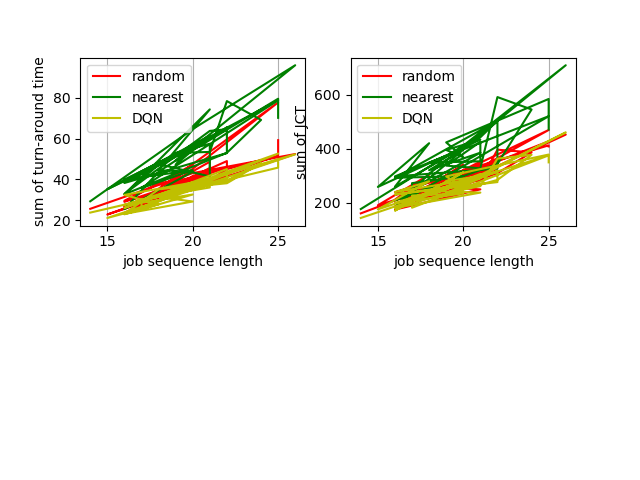 sum of turn-around time
80
60
40
20
random
nearest
DQN
15
20
25
job sequence length
sum of JCT
600
400
200
random
nearest
DQN
15
20
25
job sequence length